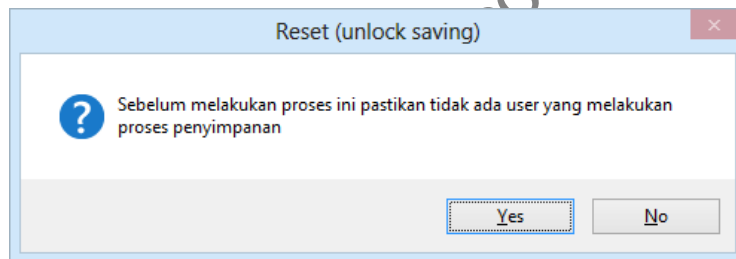 Reset (unlock saving)
Sebelum melakukan proses ini pastikan tidak ada user yang melakukan
proses penyimpanan
Yes
No